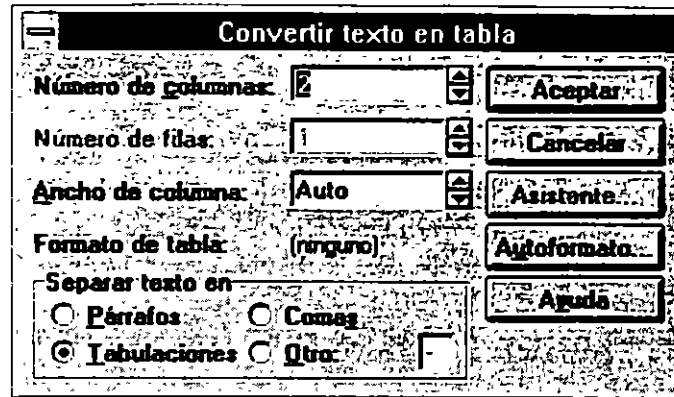 Convertir texto en tabla
Número de columnas: 2 Aceptar
Número de filas: 1 Cancelar
Ancho de columna: Auto Asistente...
Formato de tabla: (ninguno) Autoformato...
Separar texto en Ayuda
Párrafos Comas
Tabulaciones Otro: -